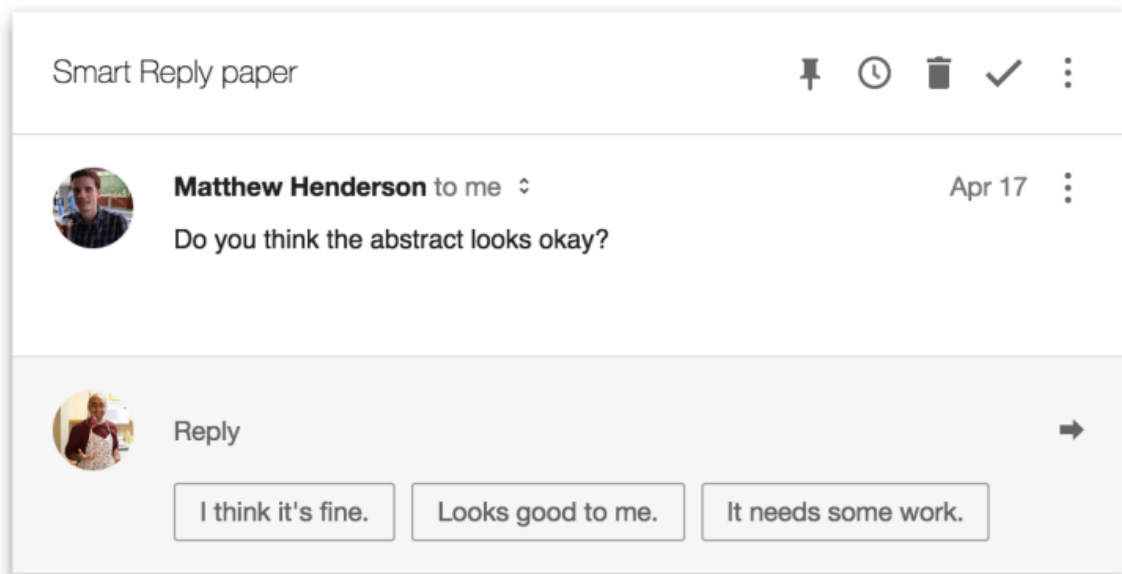 Smart Reply paper
Matthew Henderson to me
Apr 17
Do you think the abstract looks okay?
Reply
I think it's fine.
Looks good to me.
It needs some work.